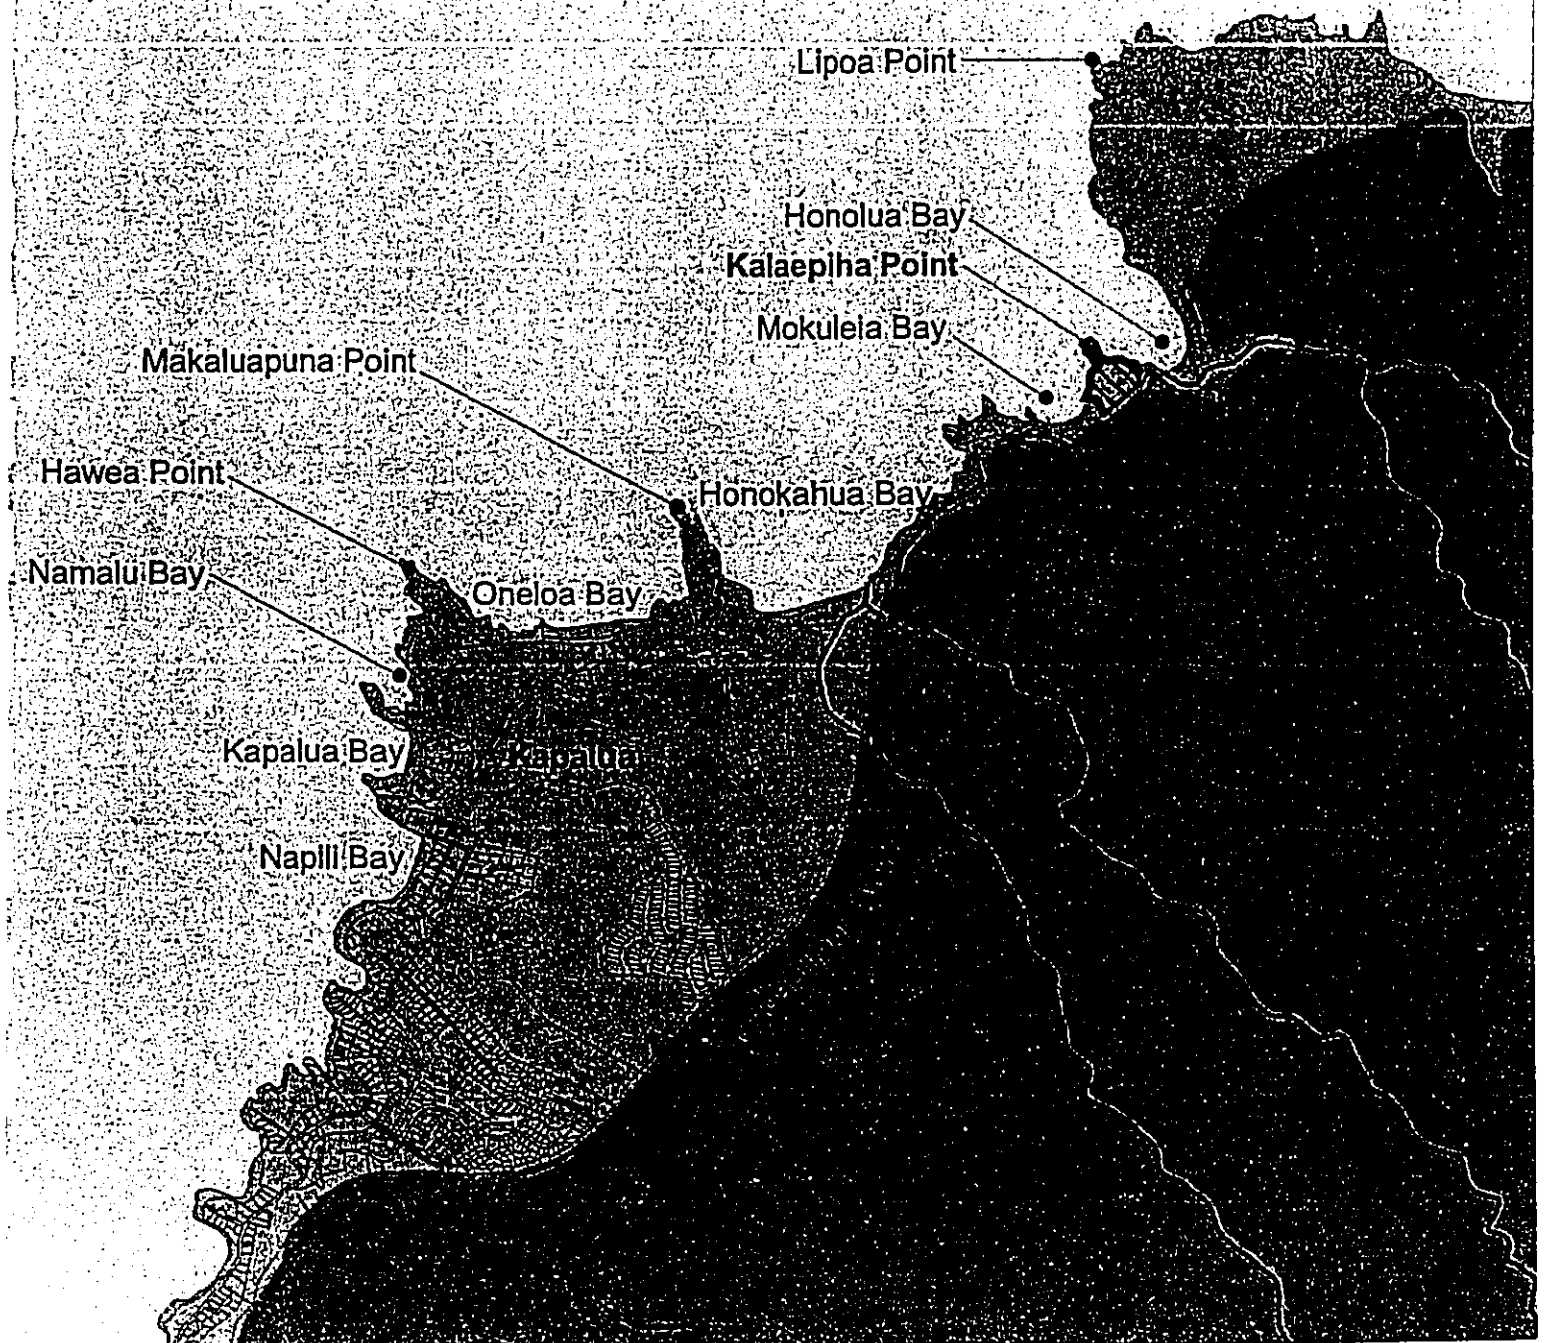 Lipoa Point
Honolua Bay
Kalaepiha Point
Mokuleia Bay
Makaluapuna Point
Hawea Point
Honokahua Bay
Namalu Bay
Oneloa Bay
Kapalua Bay
Kapalua
Napili Bay